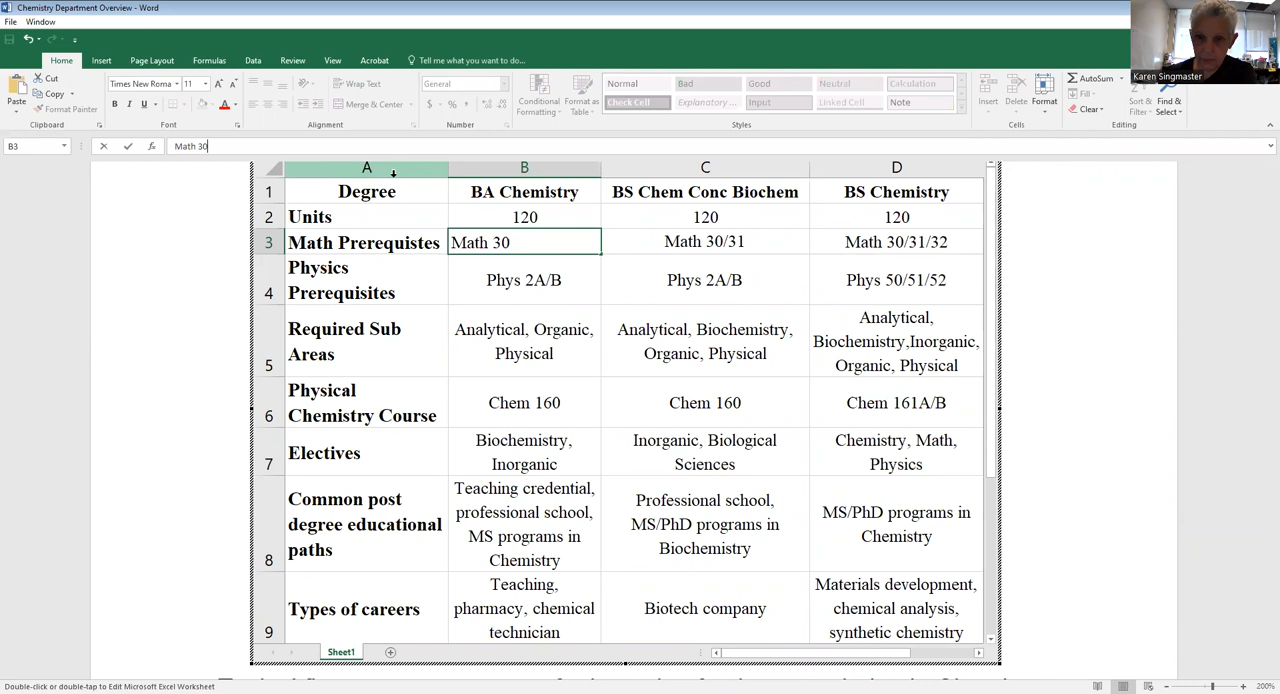 Chemistry Department Overview - Word
File Window
Home Insert Page Layout Formulas Data Review View Acrobat Tell me what you want to do...
Karen Singmaster
Paste
Cut
Copy
Format Painter
Clipboard
Times New Roma 11
B I U
Font
Wrap Text
Merge & Center
Alignment
General
$ % ,
Number
Conditional Formatting
Format as Table
Normal Bad Good Neutral Calculation
Check Cell Explanatory ... Input Linked Cell Note
Styles
Insert Delete Format
Cells
AutoSum
Fill
Clear
Sort & Filter
Find & Select
Editing
B3 fx Math 30
A B C D
1 Degree BA Chemistry BS Chem Conc Biochem BS Chemistry
2 Units 120 120 120
3 Math Prerequistes Math 30 Math 30/31 Math 30/31/32
4 Physics Prerequisites Phys 2A/B Phys 2A/B Phys 50/51/52
5 Required Sub Areas Analytical, Organic, Physical Analytical, Biochemistry, Organic, Physical Analytical, Biochemistry,Inorganic, Organic, Physical
6 Physical Chemistry Course Chem 160 Chem 160 Chem 161A/B
7 Electives Biochemistry, Inorganic Inorganic, Biological Sciences Chemistry, Math, Physics
8 Common post degree educational paths Teaching credential, professional school, MS programs in Chemistry Professional school, MS/PhD programs in Biochemistry MS/PhD programs in Chemistry
9 Types of careers Teaching, pharmacy, chemical technician Biotech company Materials development, chemical analysis, synthetic chemistry
Sheet1
Double-click or double-tap to Edit Microsoft Excel Worksheet
200%